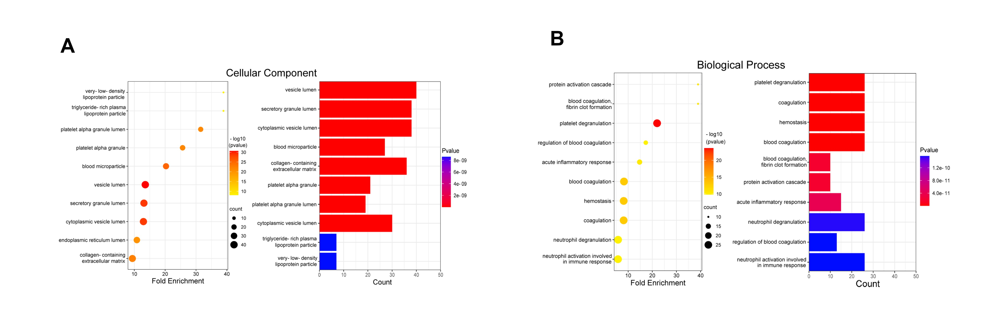 A
Cellular Component
very- low- density
lipoprotein particle
triglyceride- rich plasma
lipoprotein particle
platelet alpha granule lumen
platelet alpha granule
blood microparticle
vesicle lumen
secretory granule lumen
cytoplasmic vesicle lumen
endoplasmic reticulum lumen
collagen- containing
extracellular matrix
10 20 30 40
Fold Enrichment
- log10
(pvalue)
30
25
20
15
10
count
10
20
30
40
vesicle lumen
secretory granule lumen
cytoplasmic vesicle lumen
blood microparticle
collagen- containing
extracellular matrix
platelet alpha granule
platelet alpha granule lumen
cytoplasmic vesicle lumen
triglyceride- rich plasma
lipoprotein particle
very- low- density
lipoprotein particle
0 10 20 30 40 50
Count
Pvalue
8e- 09
6e- 09
4e- 09
2e- 09
B
Biological Process
protein activation cascade
blood coagulation,
fibrin clot formation
platelet degranulation
regulation of blood coagulation
acute inflammatory response
blood coagulation
hemostasis
coagulation
neutrophil degranulation
neutrophil activation involved
in immune response
10 20 30 40
Fold Enrichment
- log10
(pvalue)
20
15
10
count
10
15
20
25
platelet degranulation
coagulation
hemostasis
blood coagulation
blood coagulation,
fibrin clot formation
protein activation cascade
acute inflammatory response
neutrophil degranulation
regulation of blood coagulation
neutrophil activation involved
in immune response
0 10 20 30 40 50
Count
Pvalue
1.2e- 10
8.0e- 11
4.0e- 11